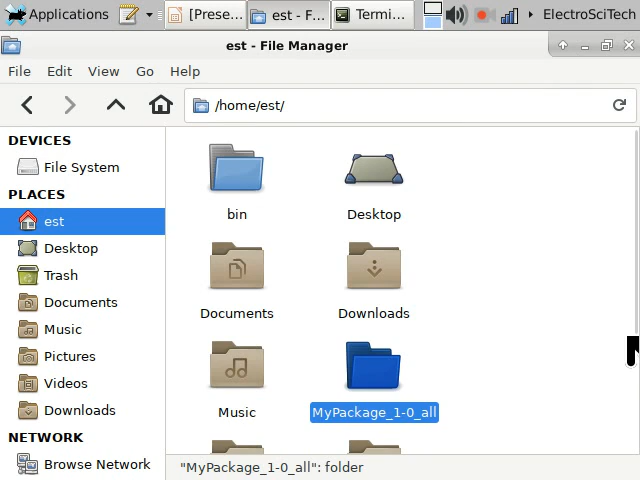 Applications [Prese... est - F... Termi... ElectroSciTech
est - File Manager
File Edit View Go Help
/home/est/
DEVICES
File System
PLACES
est
Desktop
Trash
Documents
Music
Pictures
Videos
Downloads
NETWORK
Browse Network
bin Desktop
Documents Downloads
Music MyPackage_1-0_all
"MyPackage_1-0_all": folder